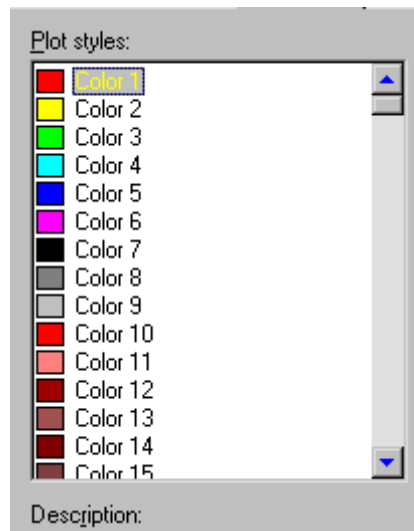 Plot styles:
Color 1
Color 2
Color 3
Color 4
Color 5
Color 6
Color 7
Color 8
Color 9
Color 10
Color 11
Color 12
Color 13
Color 14
Color 15
Description: